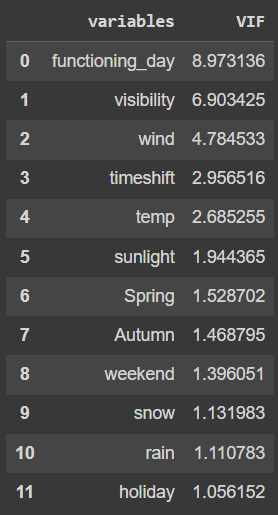 variables VIF
0 functioning_day 8.973136
1 visibility 6.903425
2 wind 4.784533
3 timeshift 2.956516
4 temp 2.685255
5 sunlight 1.944365
6 Spring 1.528702
7 Autumn 1.468795
8 weekend 1.396051
9 snow 1.131983
10 rain 1.110783
11 holiday 1.056152